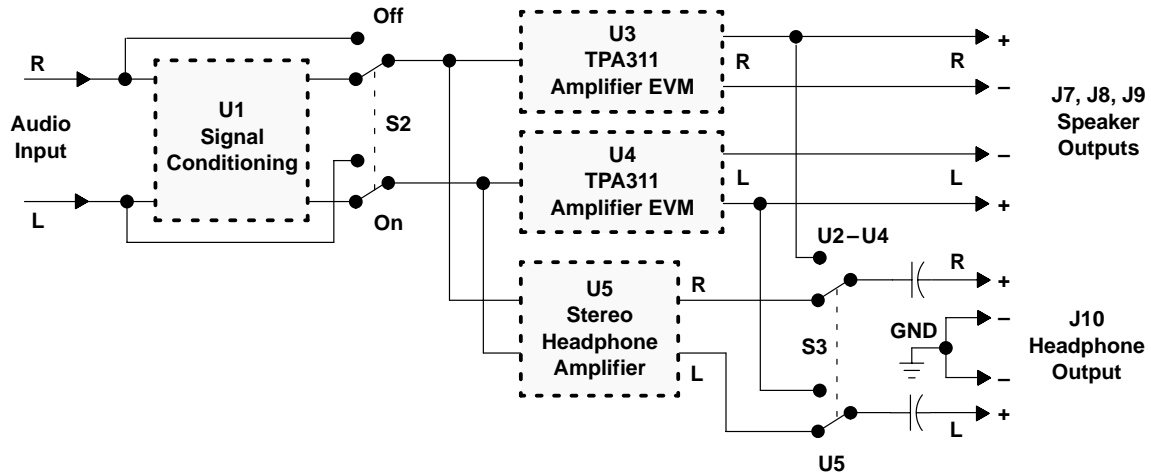 Off
R
U1
Signal
Conditioning
Audio
Input
L
S2
On
U3
TPA311
Amplifier EVM
R
R
+
–
J7, J8, J9
Speaker
Outputs
U4
TPA311
Amplifier EVM
L
–
L
+
U2–U4
U5
Stereo
Headphone
Amplifier
R
L
S3
R
+
GND
–
–
J10
Headphone
Output
+
L
U5